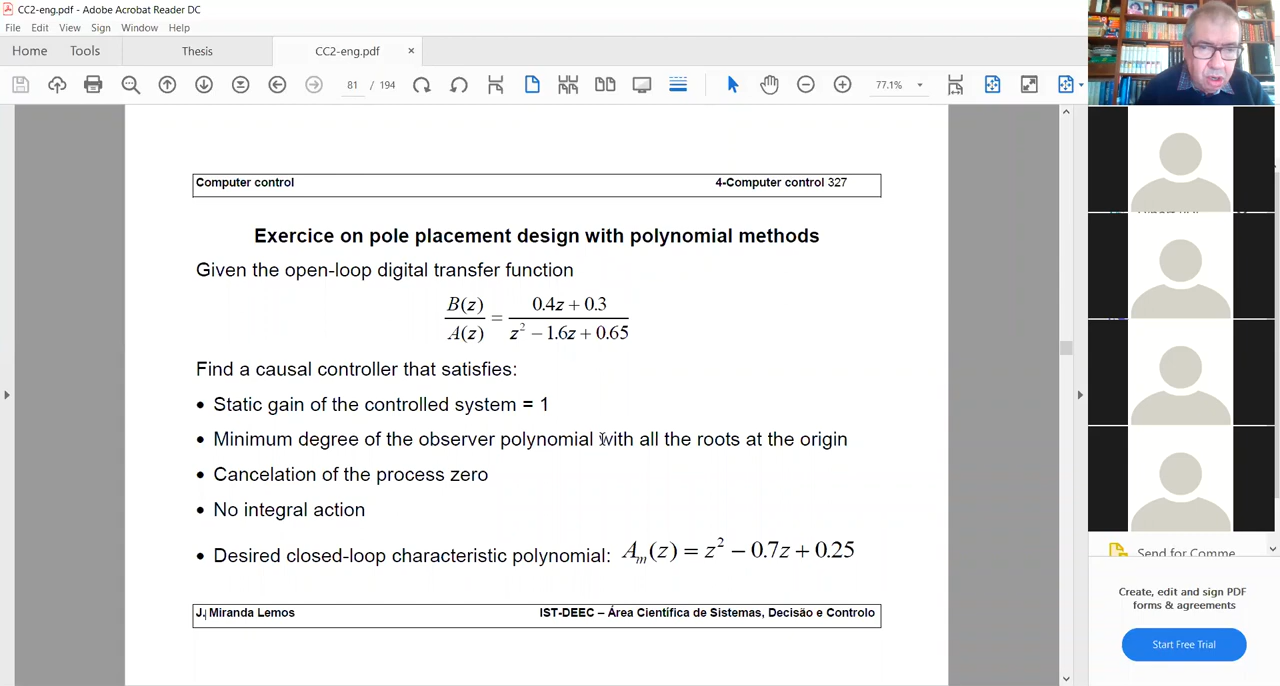 CC2-eng.pdf - Adobe Acrobat Reader DC
File Edit View Sign Window Help
Home Tools Thesis CC2-eng.pdf ×
81 / 194 77.1%
Computer control 4-Computer control 327
Exercice on pole placement design with polynomial methods
Given the open-loop digital transfer function
B(z)/A(z) = (0.4z + 0.3)/(z² − 1.6z + 0.65)
Find a causal controller that satisfies:
• Static gain of the controlled system = 1
• Minimum degree of the observer polynomial with all the roots at the origin
• Cancelation of the process zero
• No integral action
• Desired closed-loop characteristic polynomial: Aₘ(z) = z² − 0.7z + 0.25
J. Miranda Lemos IST-DEEC – Área Científica de Sistemas, Decisão e Controlo
Send for Comme
Create, edit and sign PDF
forms & agreements
Start Free Trial